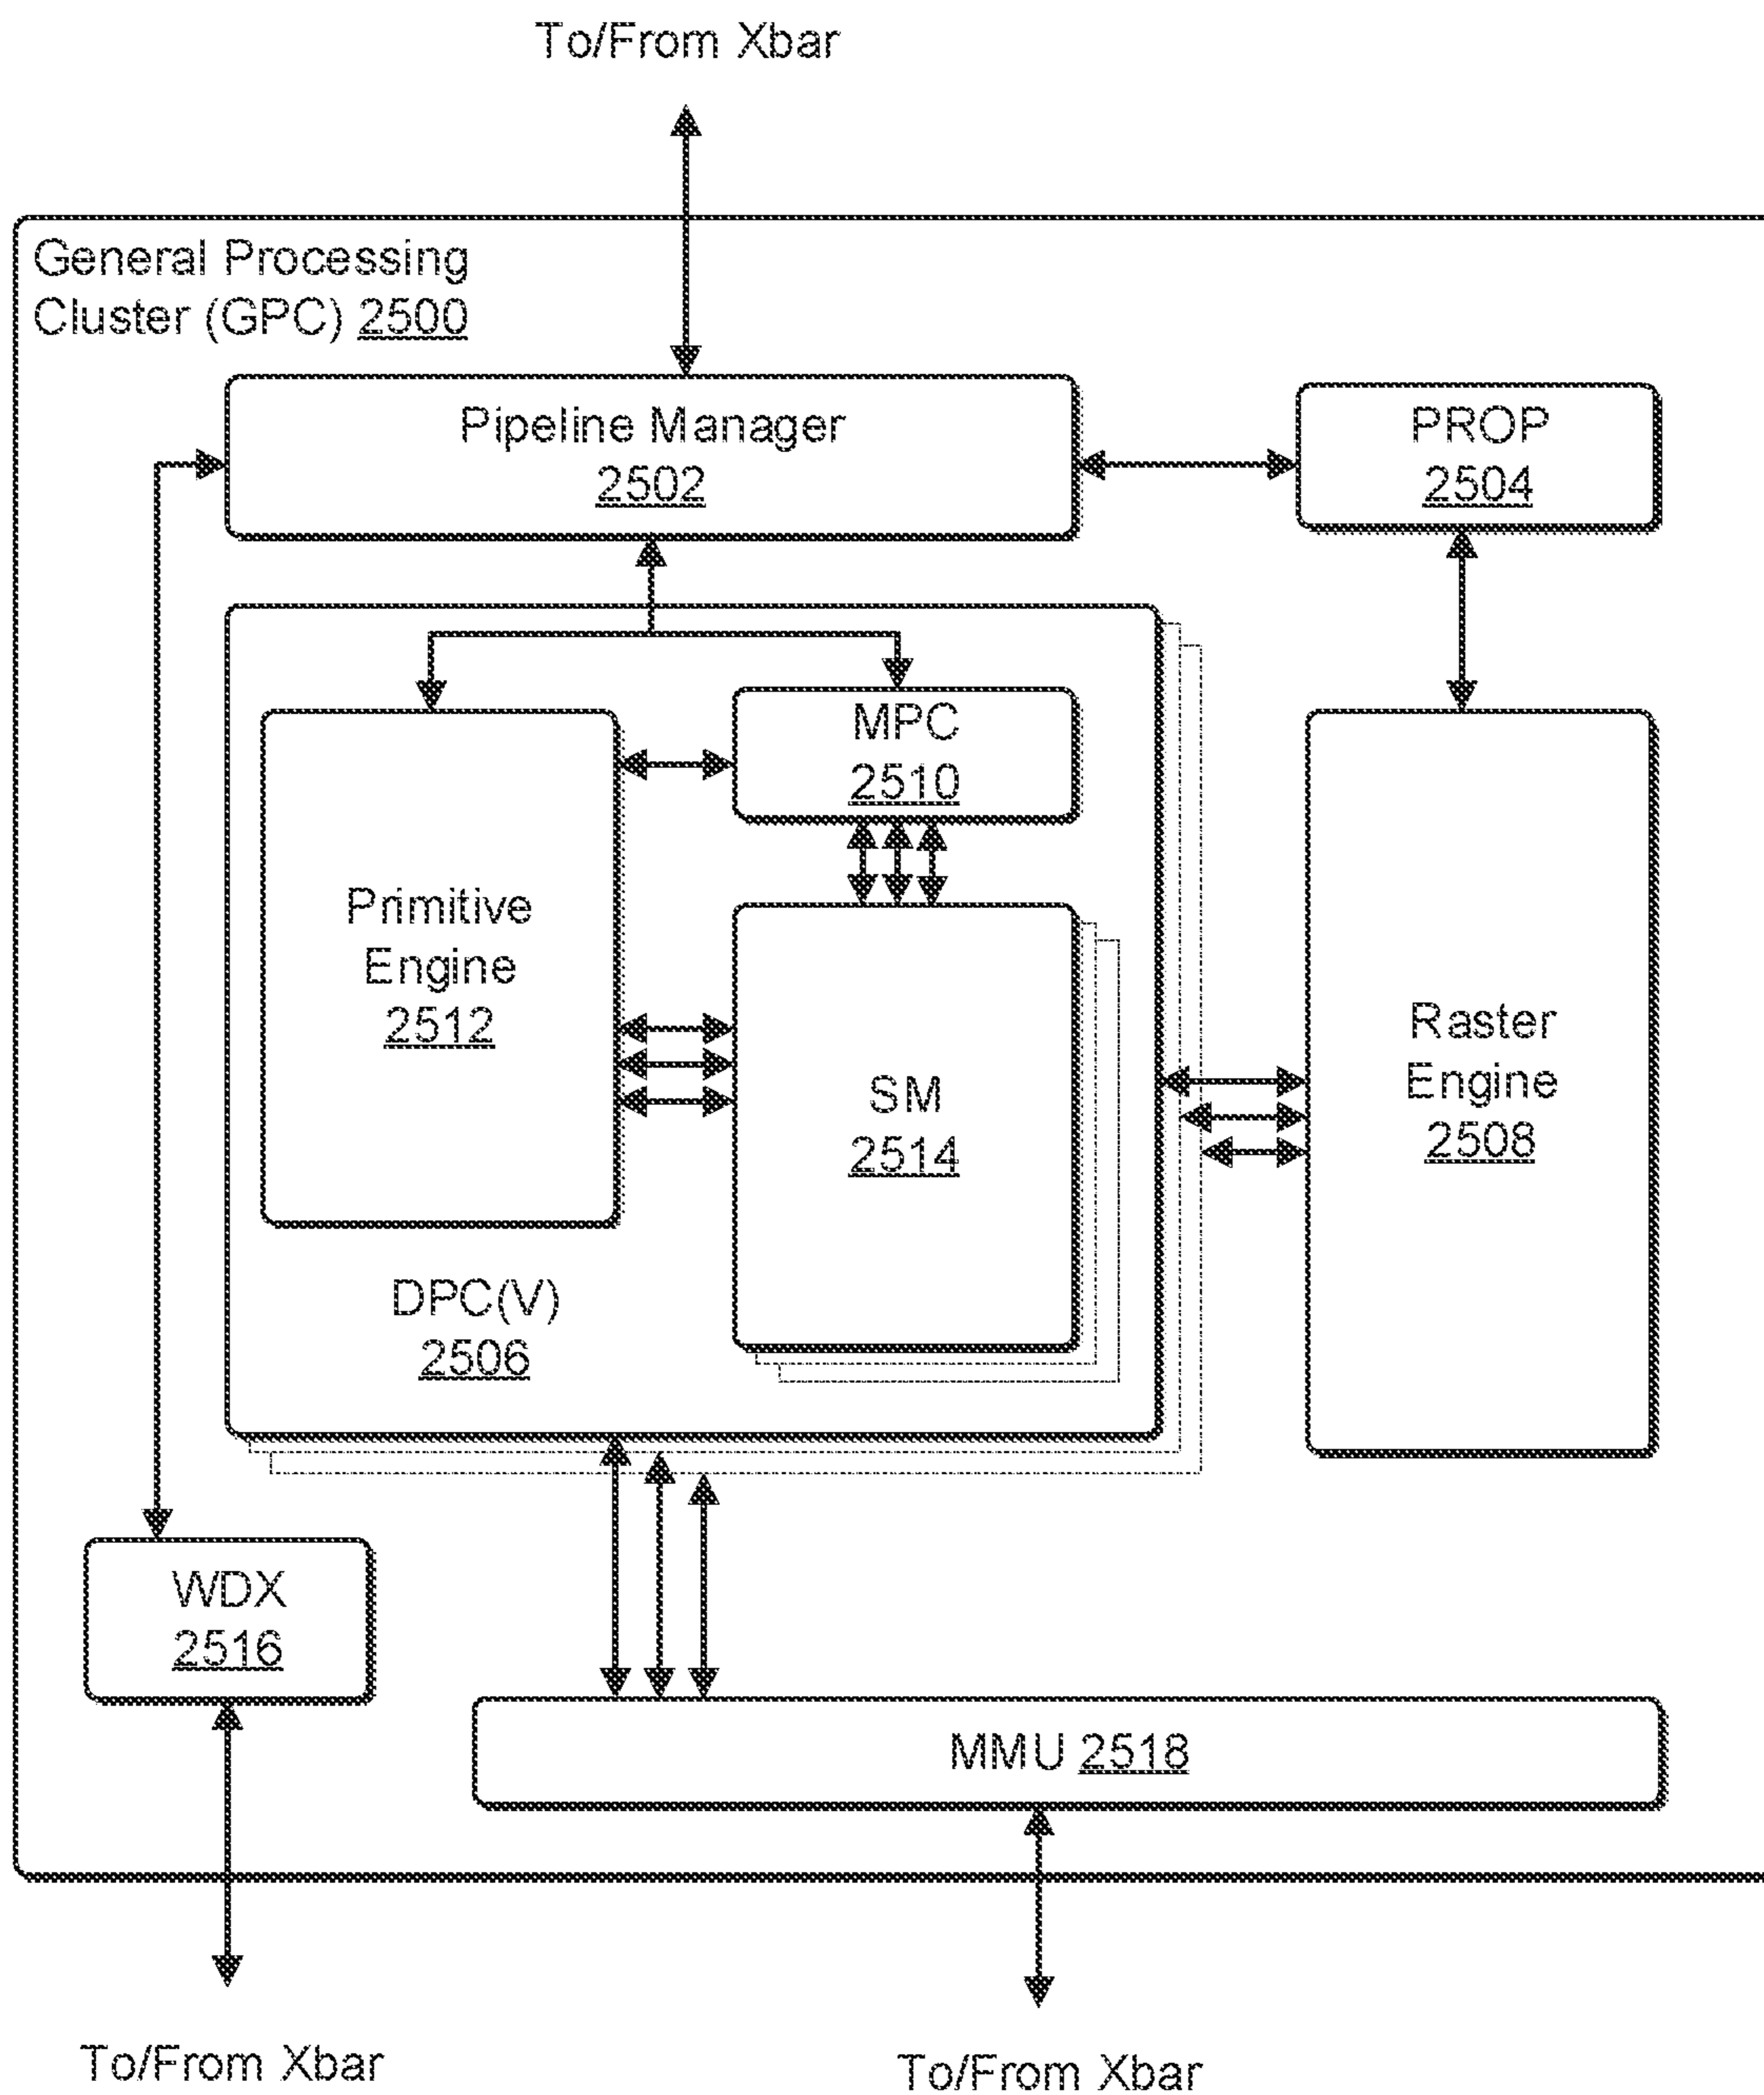 To/From Xbar
General Processing
Cluster (GPC) 2500
Pipeline Manager
2502
PROP
2504
MPC
2510
Primitive
Engine
2512
SM
2514
Raster
Engine
2508
DPC(V)
2506
WDX
2516
MMU 2518
To/From Xbar
To/From Xbar